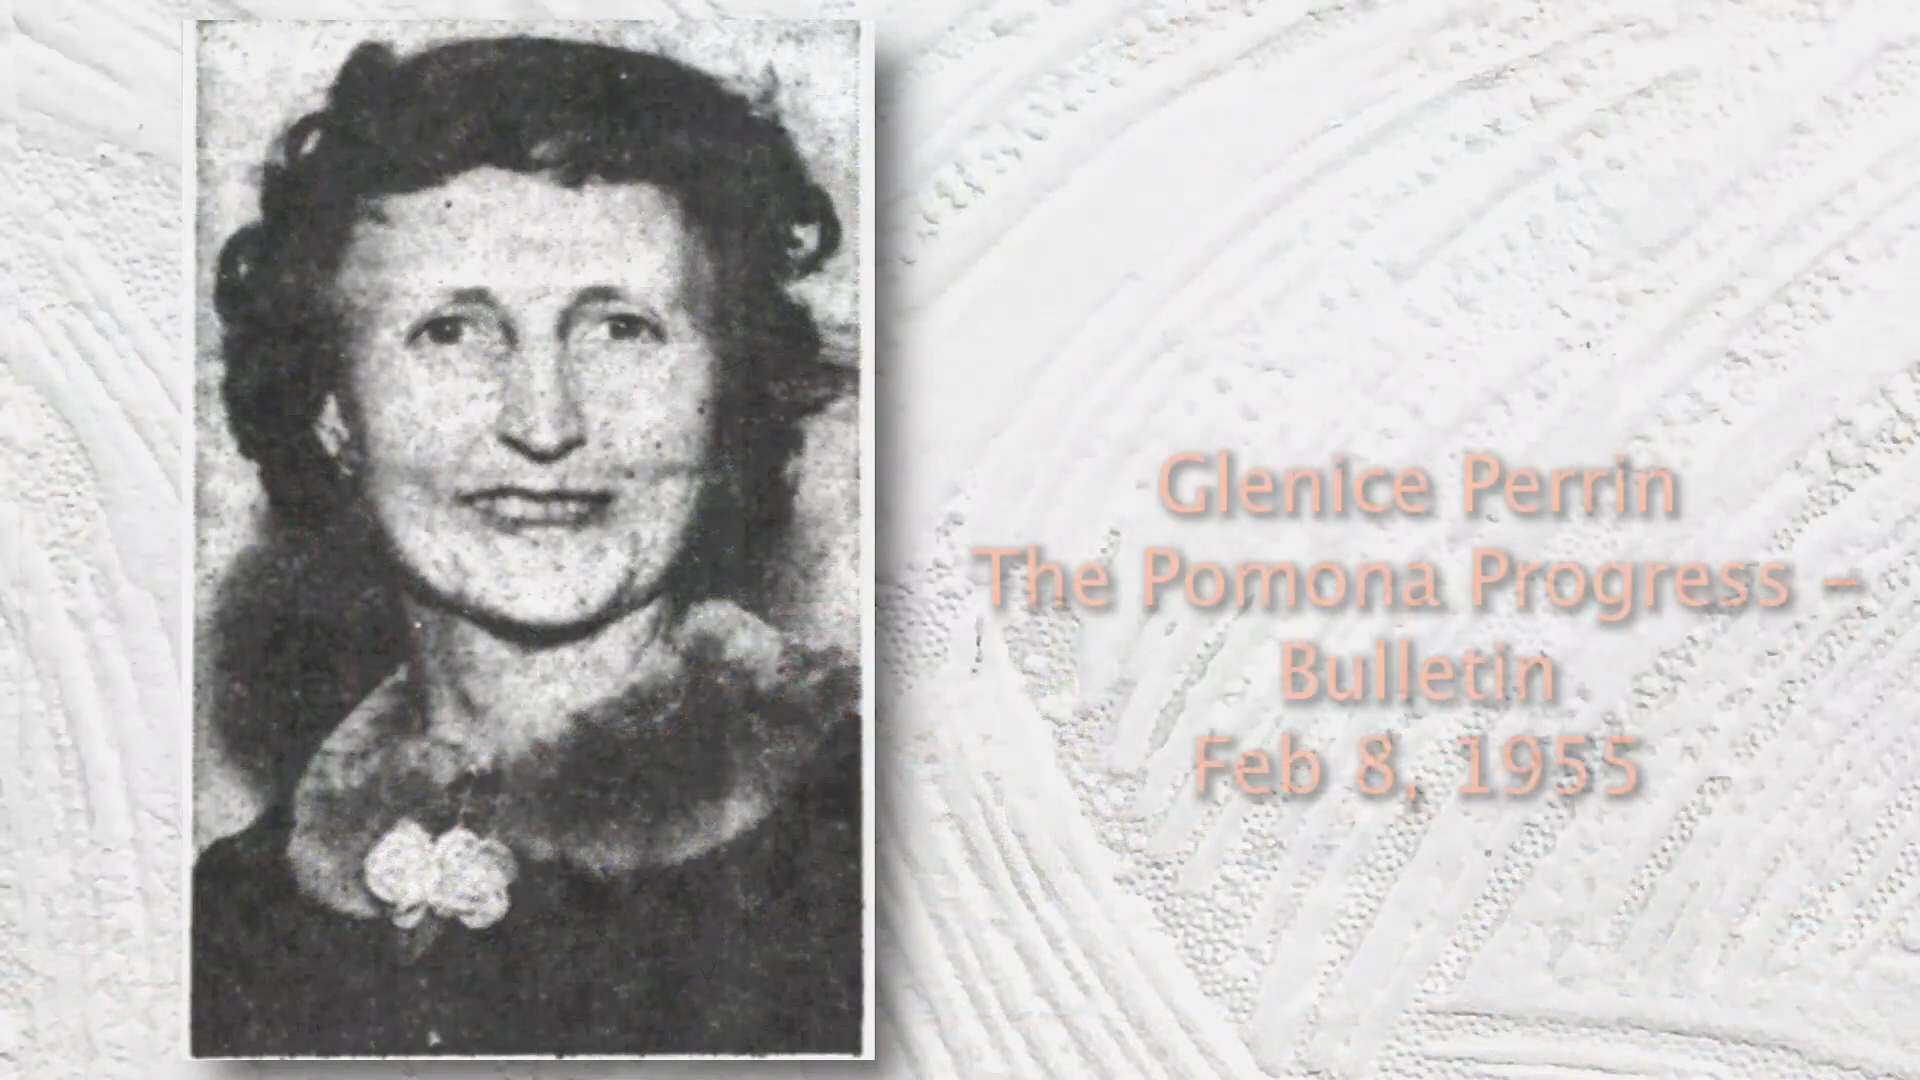 Glenice Perrin
The Pomona Progress -
Bulletin
Feb 8, 1955